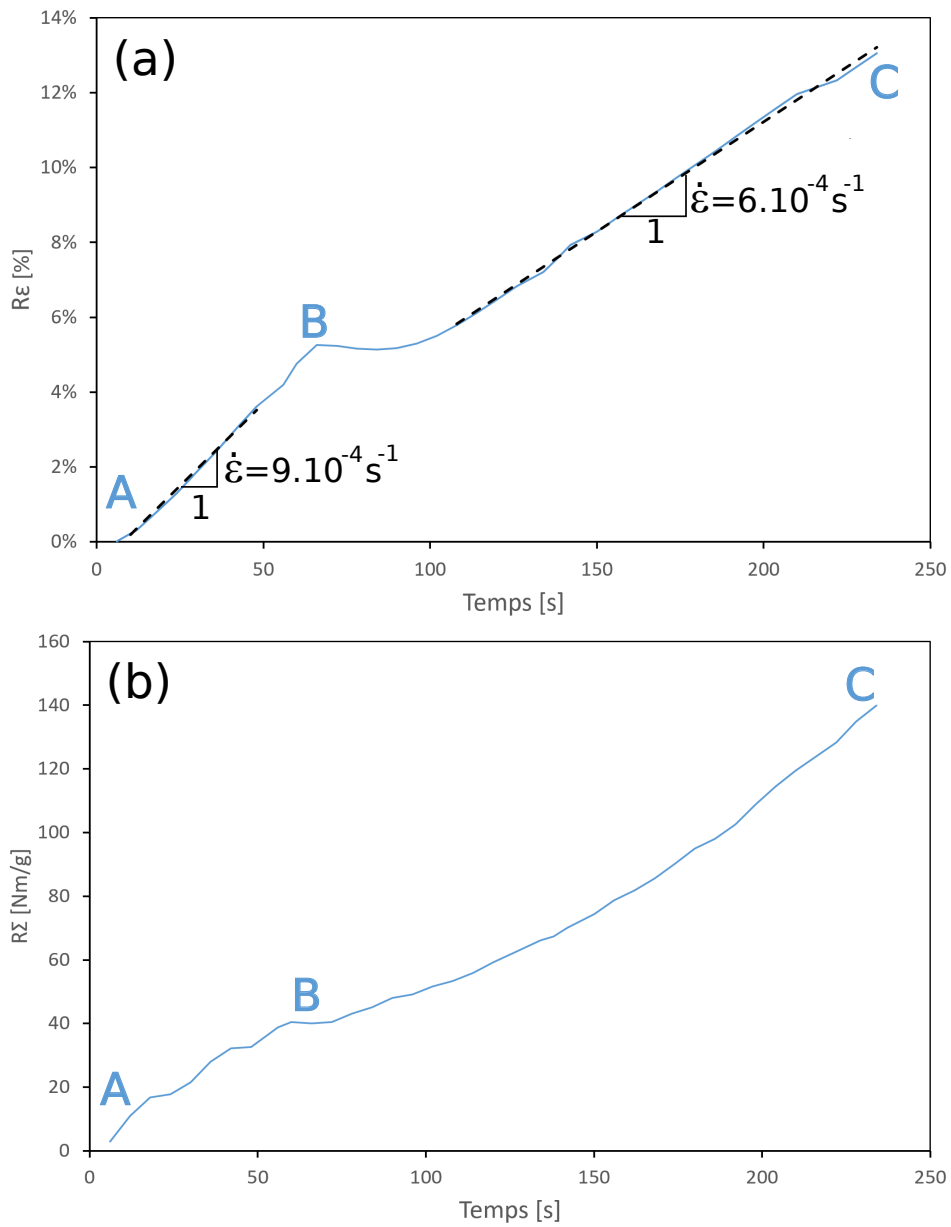 14%
(a)
C
12%
10%
ε̇=6.10⁻⁴s⁻¹
1
8%
Rε [%]
B
6%
4%
ε̇=9.10⁻⁴s⁻¹
2%
A
1
0%
0 50 100 150 200 250
Temps [s]
160
(b)
C
140
120
100
RΣ [Nm/g]
80
60
B
40
A
20
0
0 50 100 150 200 250
Temps [s]